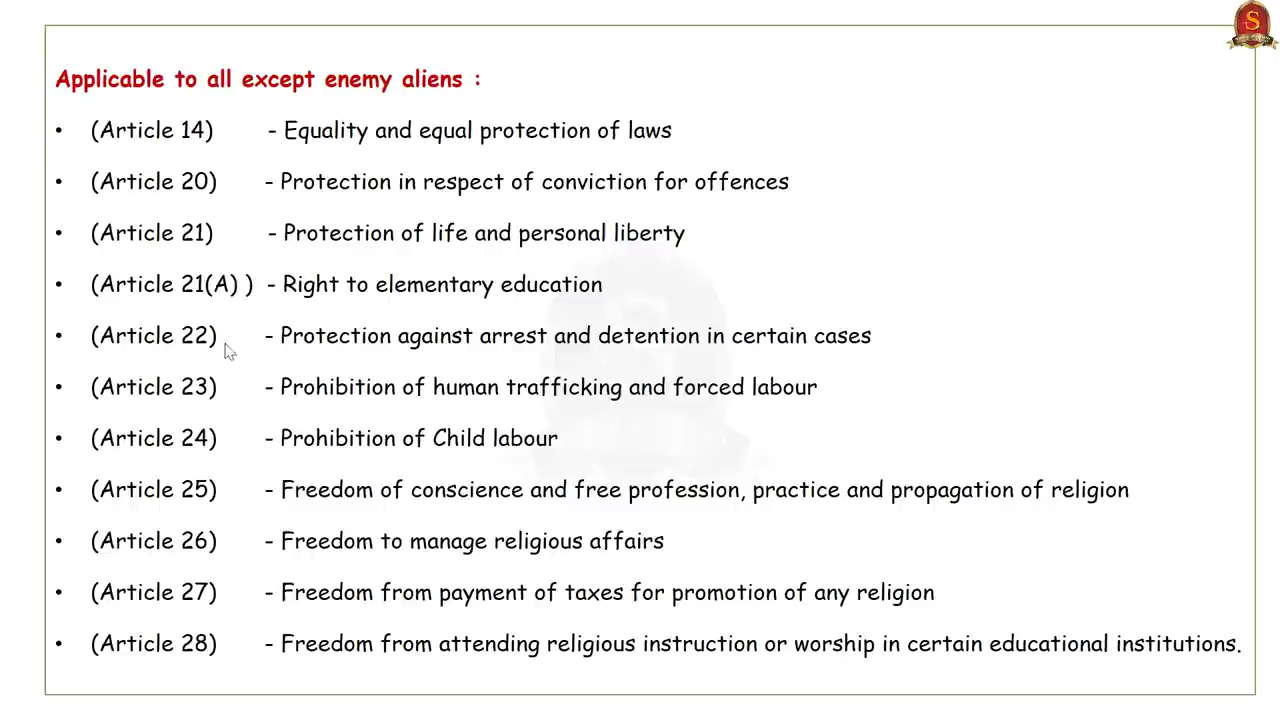 S
Applicable to all except enemy aliens :
• (Article 14) - Equality and equal protection of laws
• (Article 20) - Protection in respect of conviction for offences
• (Article 21) - Protection of life and personal liberty
• (Article 21(A) ) - Right to elementary education
• (Article 22) - Protection against arrest and detention in certain cases
• (Article 23) - Prohibition of human trafficking and forced labour
• (Article 24) - Prohibition of Child labour
• (Article 25) - Freedom of conscience and free profession, practice and propagation of religion
• (Article 26) - Freedom to manage religious affairs
• (Article 27) - Freedom from payment of taxes for promotion of any religion
• (Article 28) - Freedom from attending religious instruction or worship in certain educational institutions.